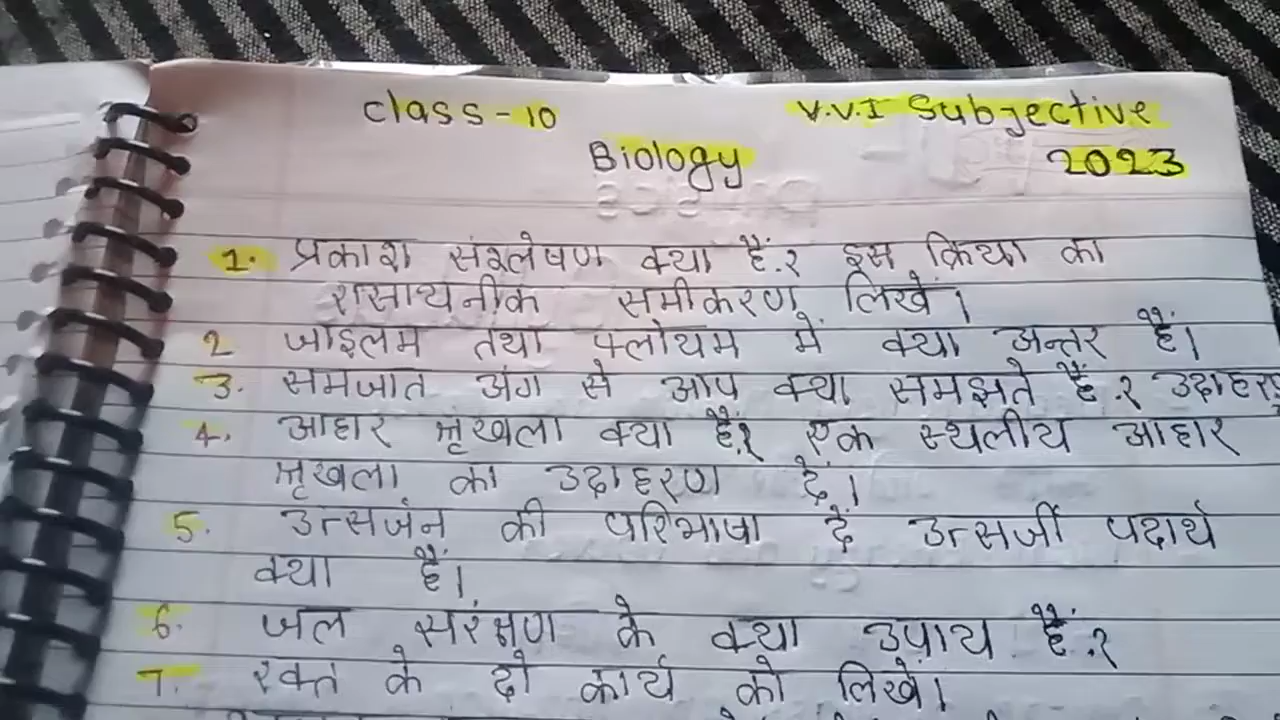 class-10
V.V.I Subjective
Biology
2023
1. प्रकाश संश्लेषण क्या हैं.? इस क्रिया का
रासायनीक समीकरण लिखें।
2 जाइलम तथा फ्लोयम में क्या अन्तर हैं।
3. समजात अंग से आप क्या समझते हैं.? उदाहरण
4. आहार श्रृखला क्या हैं.? एक स्थलीय आहार
श्रृखला का उदाहरण दें।
5. उत्सर्जन की परिभाषा दें उत्सर्जी पदार्थ
क्या हैं।
6. जल संरक्षण के क्या उपाय हैं.?
7. रक्त के दो कार्य को लिखें।